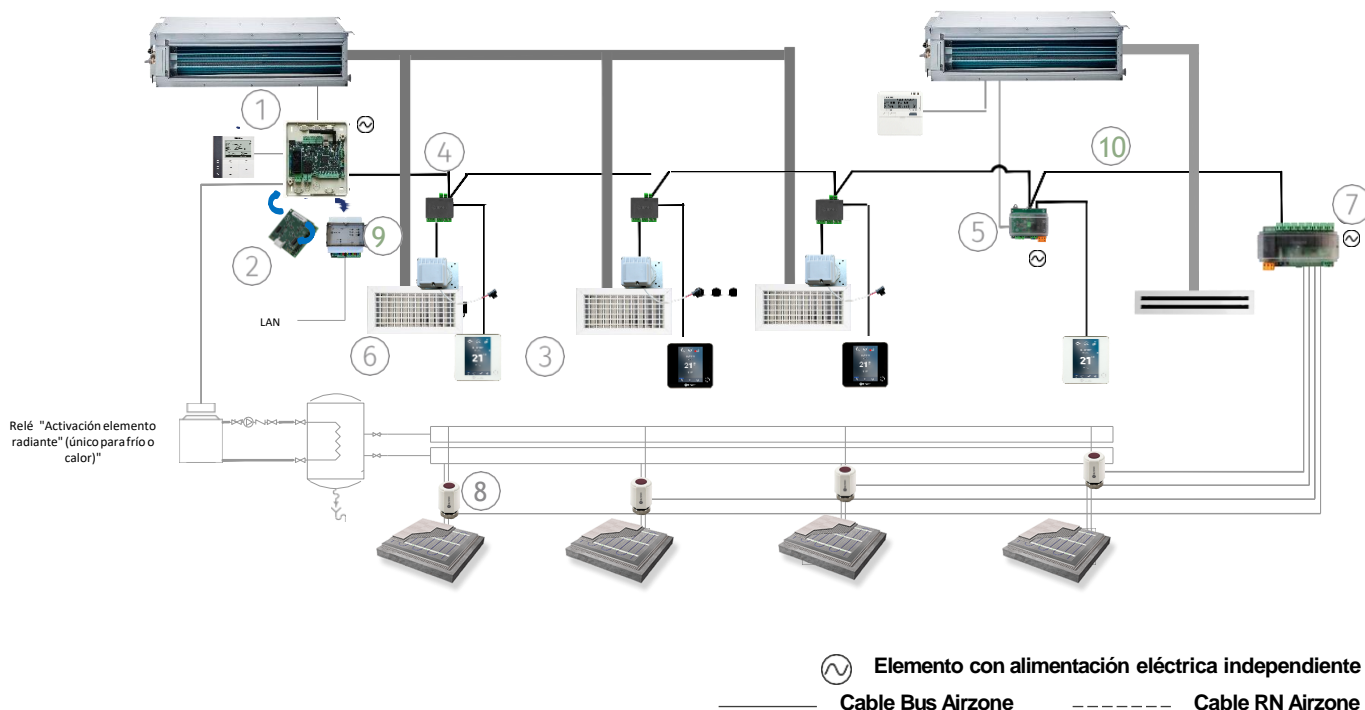 1
4
10
7
5
2
9
LAN
6
3
21
21
21
21
Relé "Activación elemento
radiante" (único para frío o
calor)"
8
Elemento con alimentación eléctrica independiente
Cable Bus Airzone
Cable RN Airzone